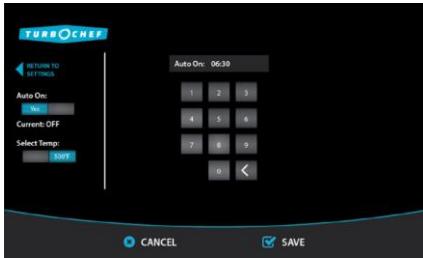 TURBOCHEF
RETURN TO
SETTINGS
Auto On:
Yes
Current: OFF
Select Temp:
500°F
Auto On: 06:30
1 2 3
4 5 6
7 8 9
0
CANCEL
SAVE